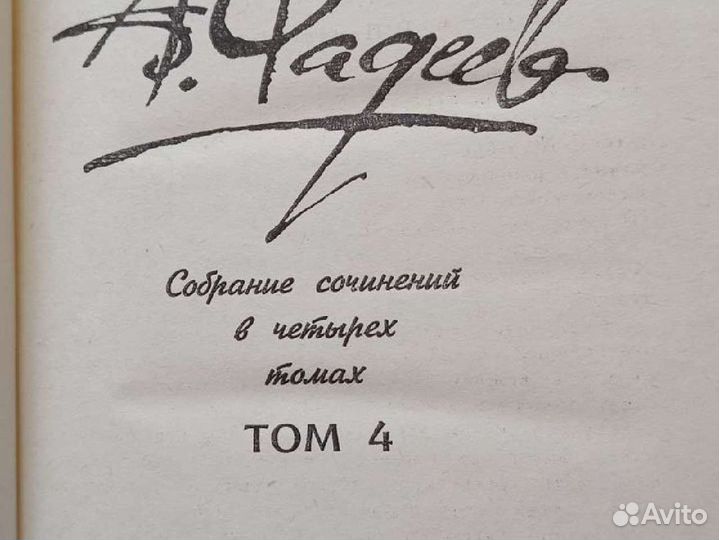 А. Фадеев
Собрание сочинений
в четырех
томах
ТОМ 4
Avito